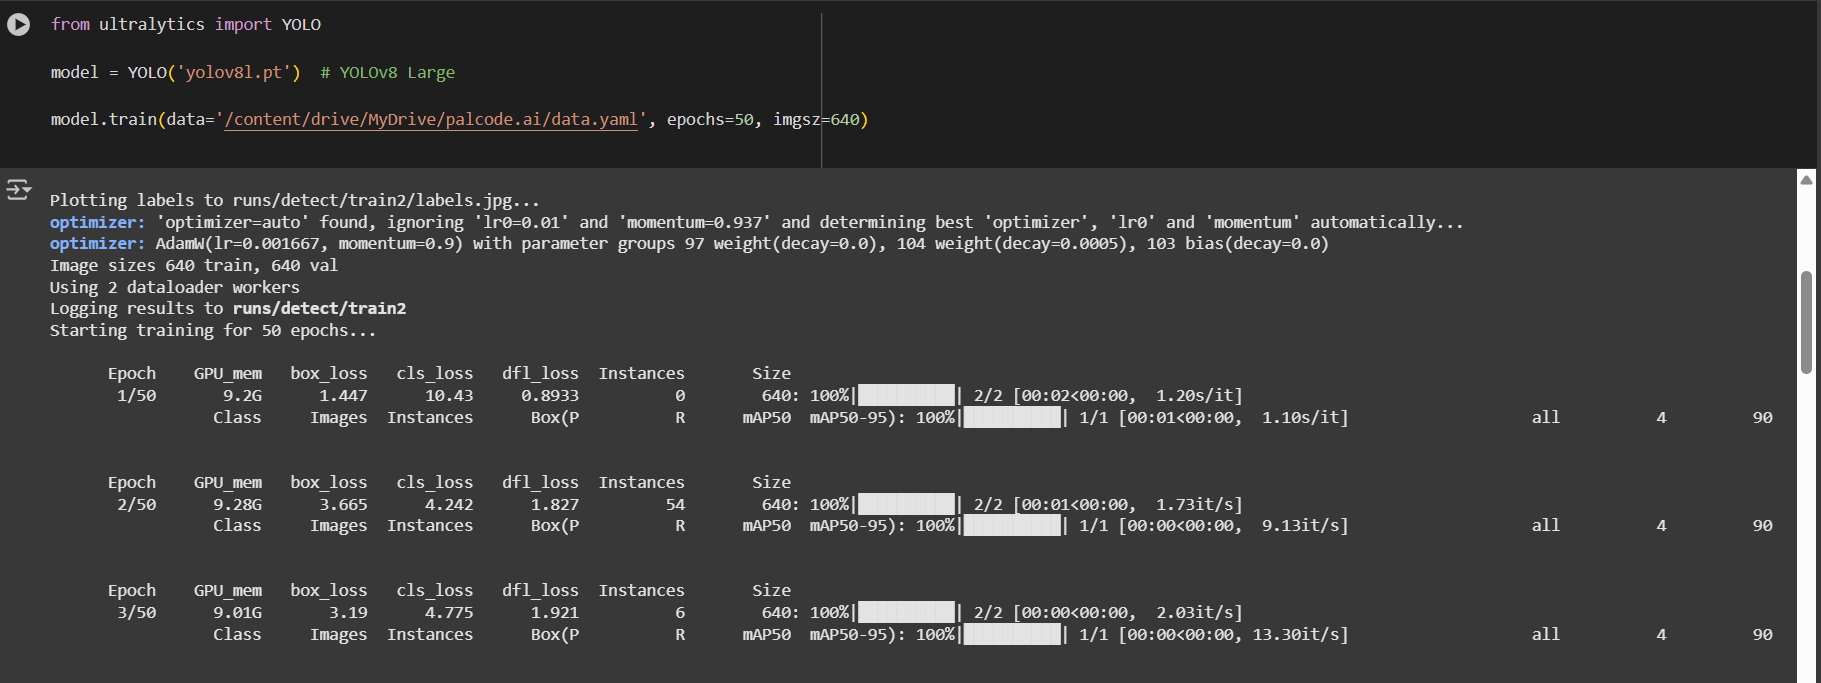 from ultralytics import YOLO
model = YOLO('yolov8l.pt')  # YOLOv8 Large
model.train(data='/content/drive/MyDrive/palcode.ai/data.yaml', epochs=50, imgsz=640)
Plotting labels to runs/detect/train2/labels.jpg...
optimizer: 'optimizer=auto' found, ignoring 'lr0=0.01' and 'momentum=0.937' and determining best 'optimizer', 'lr0' and 'momentum' automatically...
optimizer: AdamW(lr=0.001667, momentum=0.9) with parameter groups 97 weight(decay=0.0), 104 weight(decay=0.0005), 103 bias(decay=0.0)
Image sizes 640 train, 640 val
Using 2 dataloader workers
Logging results to runs/detect/train2
Starting training for 50 epochs...
Epoch GPU_mem box_loss cls_loss dfl_loss Instances Size
1/50 9.2G 1.447 10.43 0.8933 0 640: 100%|██████████| 2/2 [00:02<00:00, 1.20s/it]
Class Images Instances Box(P R mAP50 mAP50-95): 100%|██████████| 1/1 [00:01<00:00, 1.10s/it] all 4 90
Epoch GPU_mem box_loss cls_loss dfl_loss Instances Size
2/50 9.28G 3.665 4.242 1.827 54 640: 100%|██████████| 2/2 [00:01<00:00, 1.73it/s]
Class Images Instances Box(P R mAP50 mAP50-95): 100%|██████████| 1/1 [00:00<00:00, 9.13it/s] all 4 90
Epoch GPU_mem box_loss cls_loss dfl_loss Instances Size
3/50 9.01G 3.19 4.775 1.921 6 640: 100%|██████████| 2/2 [00:00<00:00, 2.03it/s]
Class Images Instances Box(P R mAP50 mAP50-95): 100%|██████████| 1/1 [00:00<00:00, 13.30it/s] all 4 90